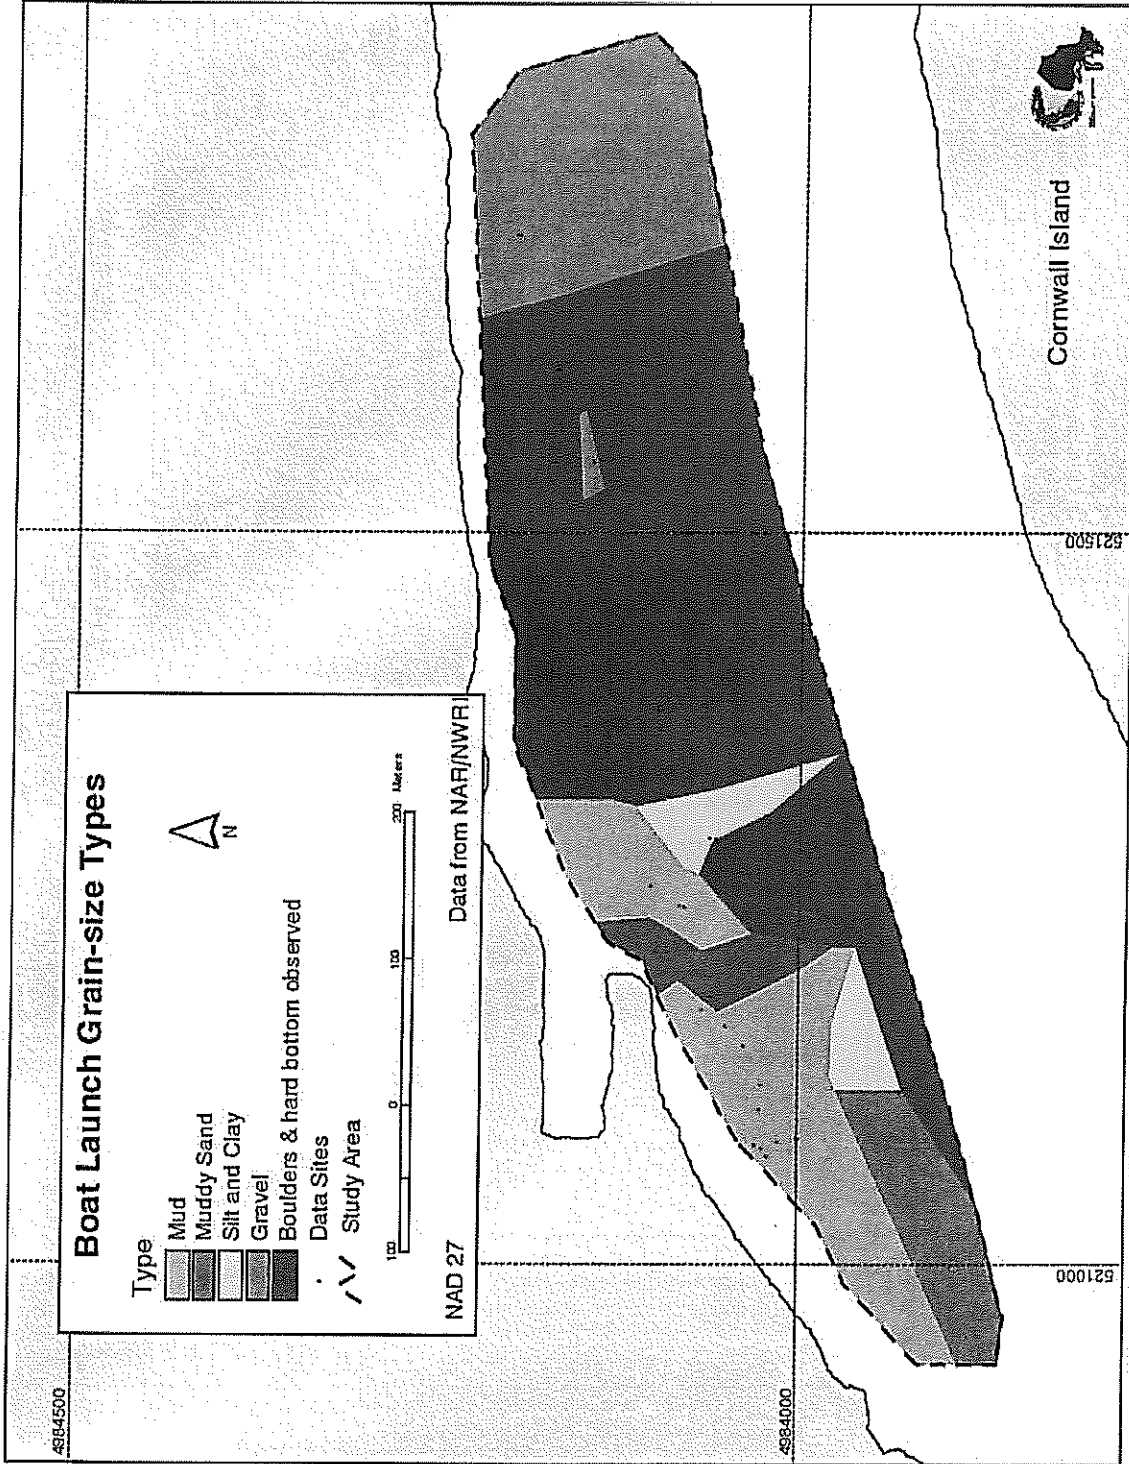 Boat Launch Grain-size Types
Type
Mud
Muddy Sand
Silt and Clay
Gravel
Boulders & hard bottom observed
Data Sites
Study Area
N
100 0 100 200 Meters
NAD 27
Data from NAR/NWRI
4984500
4984000
521000
521500
Cornwall Island